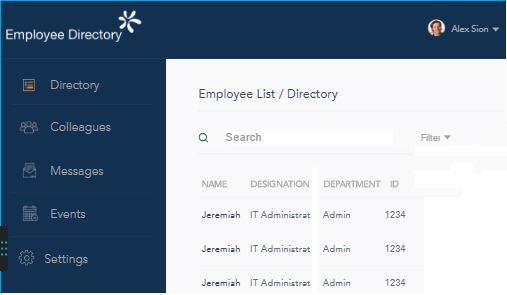 Employee Directory
Alex Sion
Directory
Colleagues
Messages
Events
Settings
Employee List / Directory
Search
Filter
NAME DESIGNATION DEPARTMENT ID
Jeremiah IT Administrat Admin 1234
Jeremiah IT Administrat Admin 1234
Jeremiah IT Administrat Admin 1234